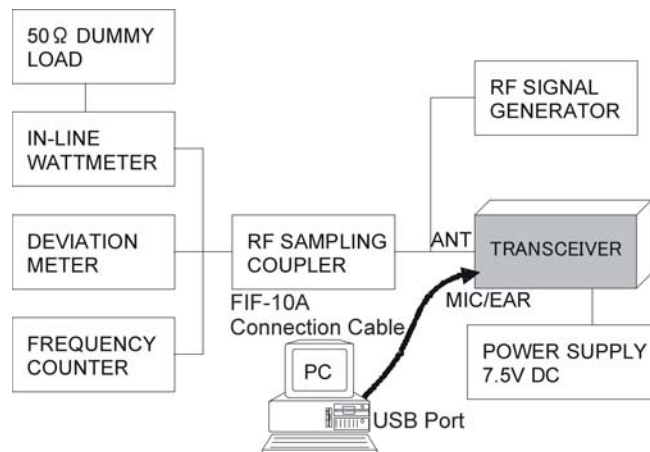 50Ω DUMMY
LOAD
IN-LINE
WATTMETER
DEVIATION
METER
FREQUENCY
COUNTER
RF SAMPLING
COUPLER
RF SIGNAL
GENERATOR
ANT
TRANSCEIVER
MIC/EAR
FIF-10A
Connection Cable
POWER SUPPLY
7.5V DC
PC
USB Port